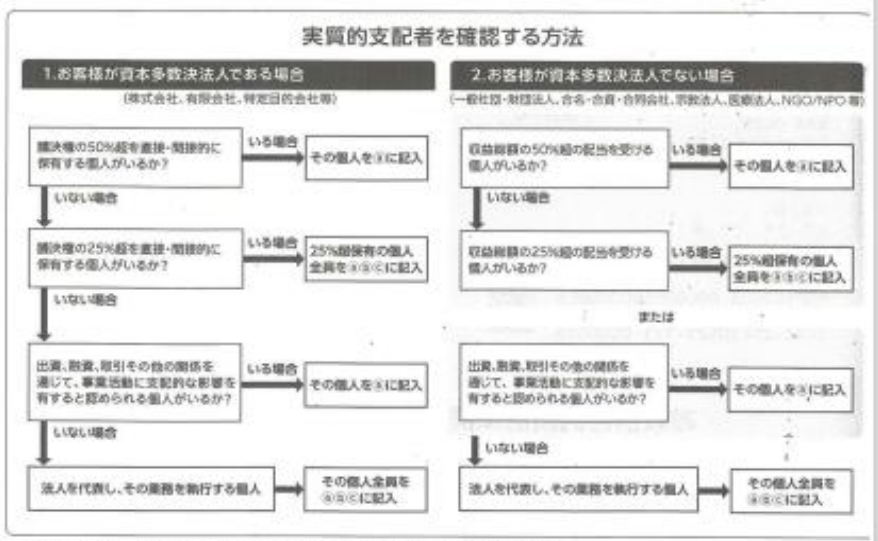 実質的支配者を確認する方法
1.お客様が資本多数決法人である場合
(株式会社、有限会社、特定目的会社等)
議決権の50%超を直接・間接的に
保有する個人がいるか?
いる場合
その個人を に記入
いない場合
議決権の25%超を直接・間接的に
保有する個人がいるか?
いる場合
25%超保有の個人
全員を に記入
いない場合
出資、融資、取引その他の関係を
通じて、事業活動に支配的な影響を
有すると認められる個人がいるか?
いる場合
その個人を に記入
いない場合
法人を代表し、その業務を執行する個人
その個人全員を
に記入
2.お客様が資本多数決法人でない場合
(一般社団・財団法人、合名・合資・合同会社、宗教法人、医療法人、NGO/NPO 等)
収益総額の50%超の配当を受ける
個人がいるか?
いる場合
その個人を に記入
いない場合
収益総額の25%超の配当を受ける
個人がいるか?
いる場合
25%超保有の個人
全員を に記入
または
出資、融資、取引その他の関係を
通じて、事業活動に支配的な影響を
有すると認められる個人がいるか?
いる場合
その個人を に記入
いない場合
法人を代表し、その業務を執行する個人
その個人全員を
に記入